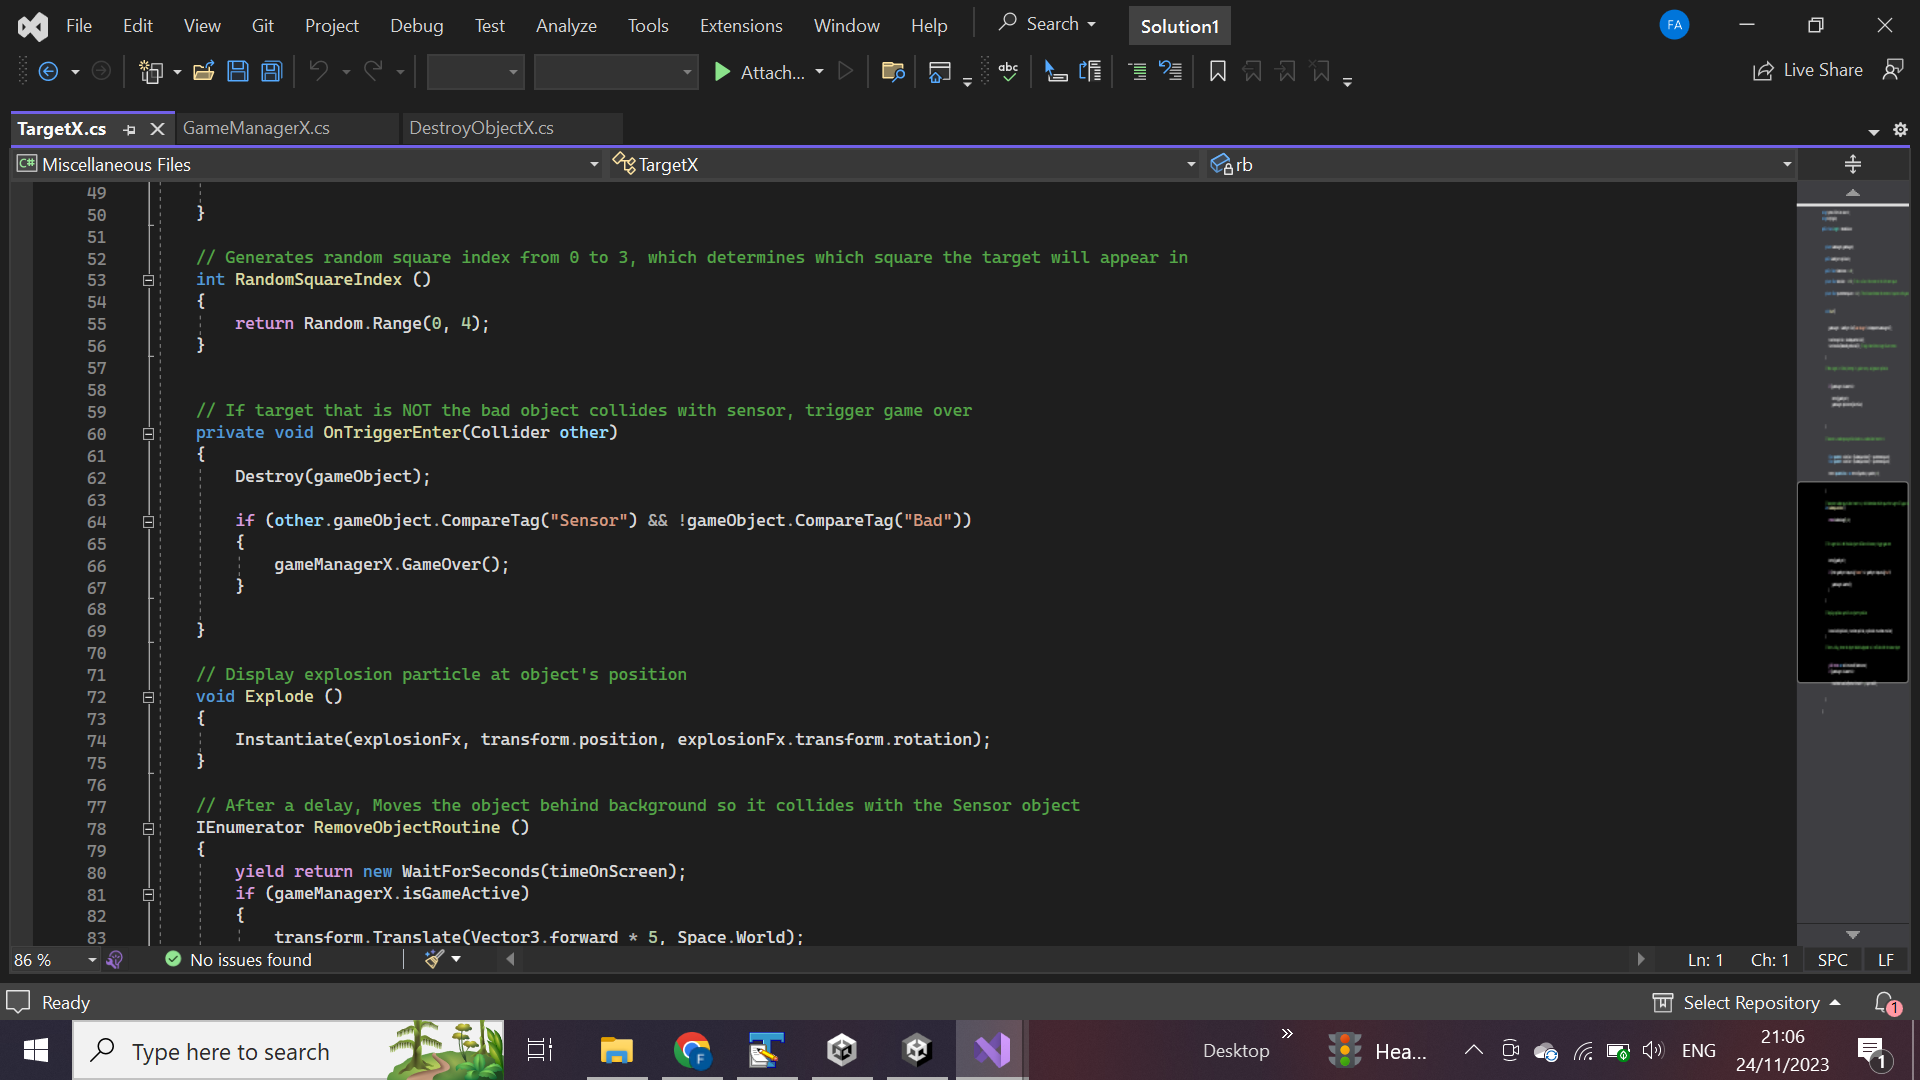 File Edit View Git Project Debug Test Analyze Tools Extensions Window Help Search Solution1 FA
Attach... abc Live Share
TargetX.cs GameManagerX.cs DestroyObjectX.cs
C# Miscellaneous Files TargetX rb
49
50 }
51
52 // Generates random square index from 0 to 3, which determines which square the target will appear in
53 int RandomSquareIndex ()
54 {
55 return Random.Range(0, 4);
56 }
57
58
59 // If target that is NOT the bad object collides with sensor, trigger game over
60 private void OnTriggerEnter(Collider other)
61 {
62 Destroy(gameObject);
63
64 if (other.gameObject.CompareTag("Sensor") && !gameObject.CompareTag("Bad"))
65 {
66 gameManagerX.GameOver();
67 }
68
69 }
70
71 // Display explosion particle at object's position
72 void Explode ()
73 {
74 Instantiate(explosionFx, transform.position, explosionFx.transform.rotation);
75 }
76
77 // After a delay, Moves the object behind background so it collides with the Sensor object
78 IEnumerator RemoveObjectRoutine ()
79 {
80 yield return new WaitForSeconds(timeOnScreen);
81 if (gameManagerX.isGameActive)
82 {
83 transform.Translate(Vector3.forward * 5, Space.World);
86 % No issues found Ln: 1 Ch: 1 SPC LF
Ready Select Repository 1
Type here to search Desktop Hea... ENG 21:06
24/11/2023 1